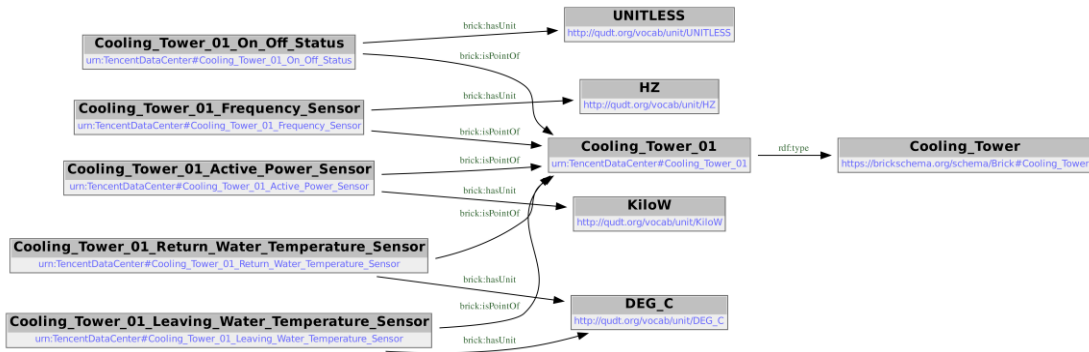 brick:hasUnit
UNITLESS
http://qudt.org/vocab/unit/UNITLESS
Cooling_Tower_01_On_Off_Status
urn:TencentDataCenter#Cooling_Tower_01_On_Off_Status
brick:isPointOf
HZ
http://qudt.org/vocab/unit/HZ
brick:hasUnit
Cooling_Tower_01_Frequency_Sensor
urn:TencentDataCenter#Cooling_Tower_01_Frequency_Sensor
brick:isPointOf
Cooling_Tower_01
urn:TencentDataCenter#Cooling_Tower_01
rdf:type
Cooling_Tower
https://brickschema.org/schema/Brick#Cooling_Tower
Cooling_Tower_01_Active_Power_Sensor
urn:TencentDataCenter#Cooling_Tower_01_Active_Power_Sensor
brick:isPointOf
brick:hasUnit
KiloW
http://qudt.org/vocab/unit/KiloW
brick:isPointOf
Cooling_Tower_01_Return_Water_Temperature_Sensor
urn:TencentDataCenter#Cooling_Tower_01_Return_Water_Temperature_Sensor
brick:hasUnit
DEG_C
http://qudt.org/vocab/unit/DEG_C
brick:isPointOf
Cooling_Tower_01_Leaving_Water_Temperature_Sensor
urn:TencentDataCenter#Cooling_Tower_01_Leaving_Water_Temperature_Sensor
brick:hasUnit